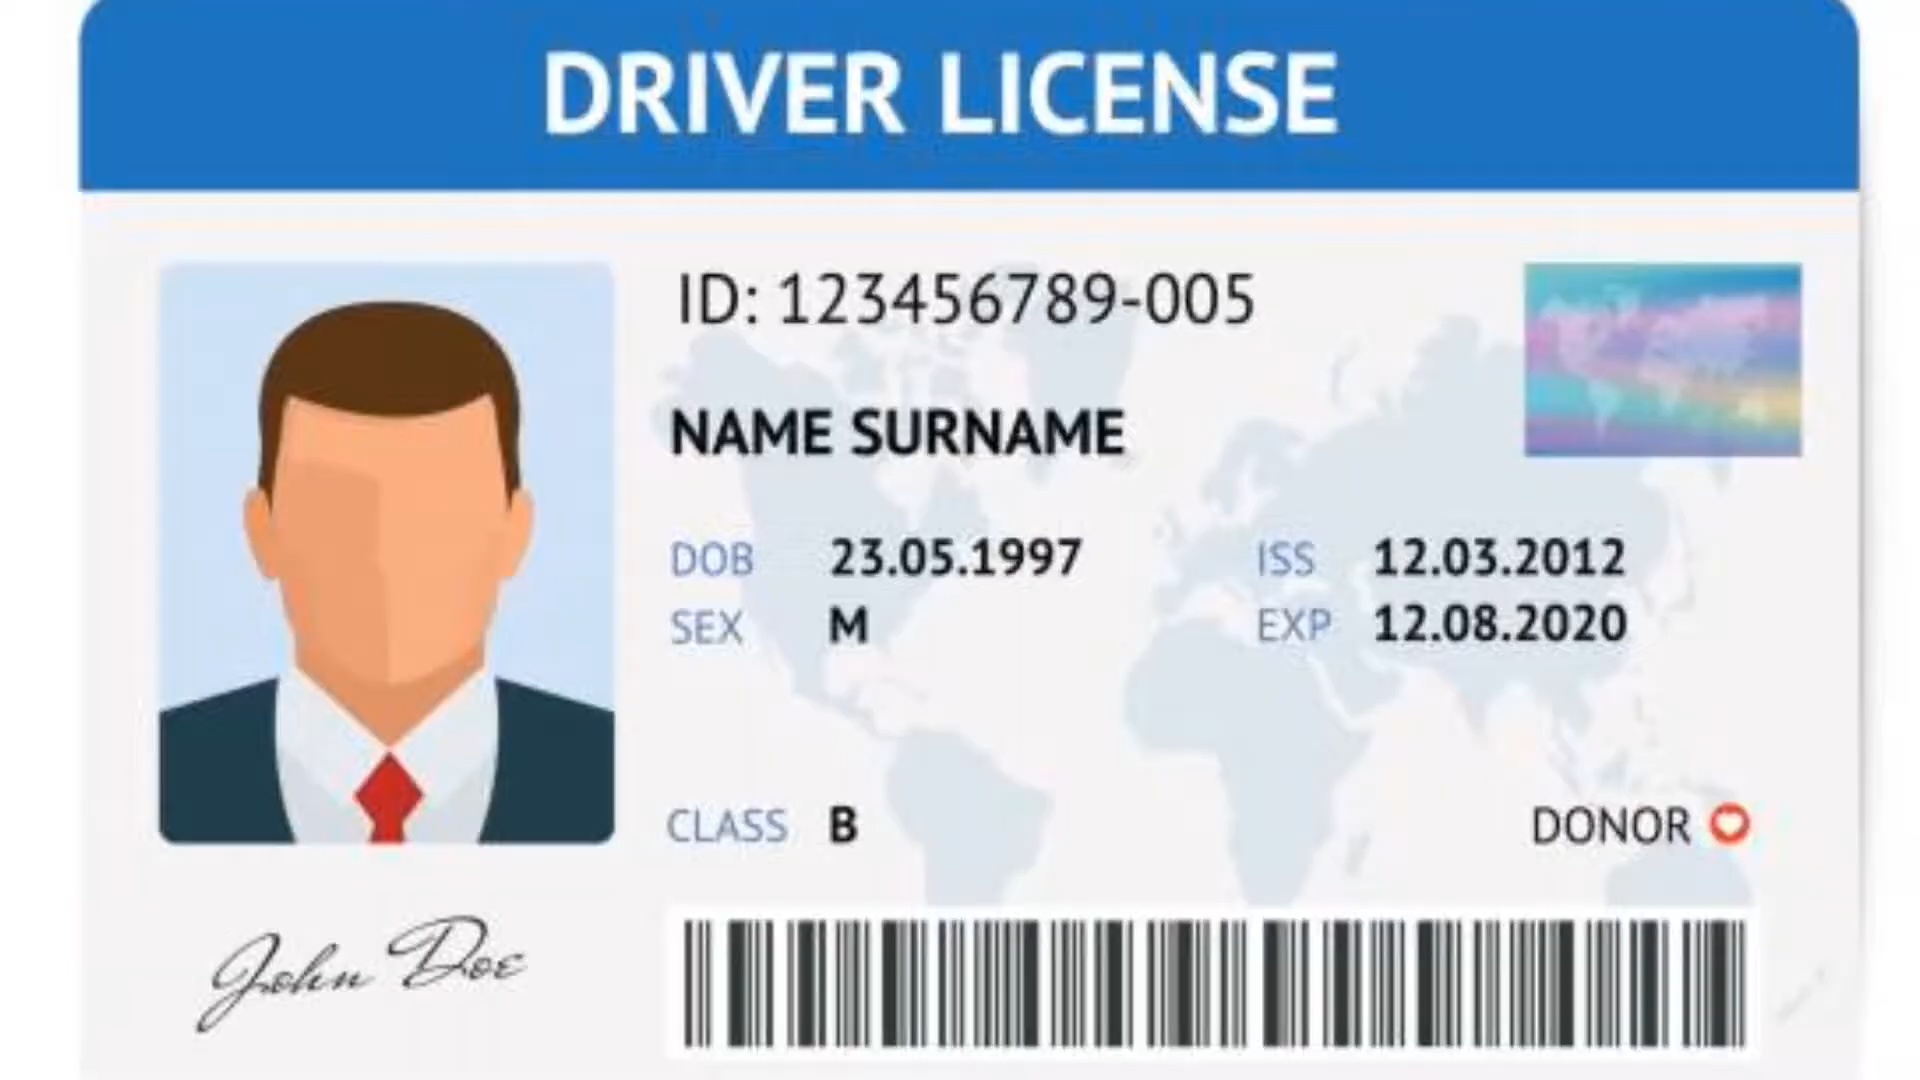 DRIVER LICENSE
ID: 123456789-005
NAME SURNAME
DOB 23.05.1997 ISS 12.03.2012
SEX M EXP 12.08.2020
CLASS B DONOR
John Doe